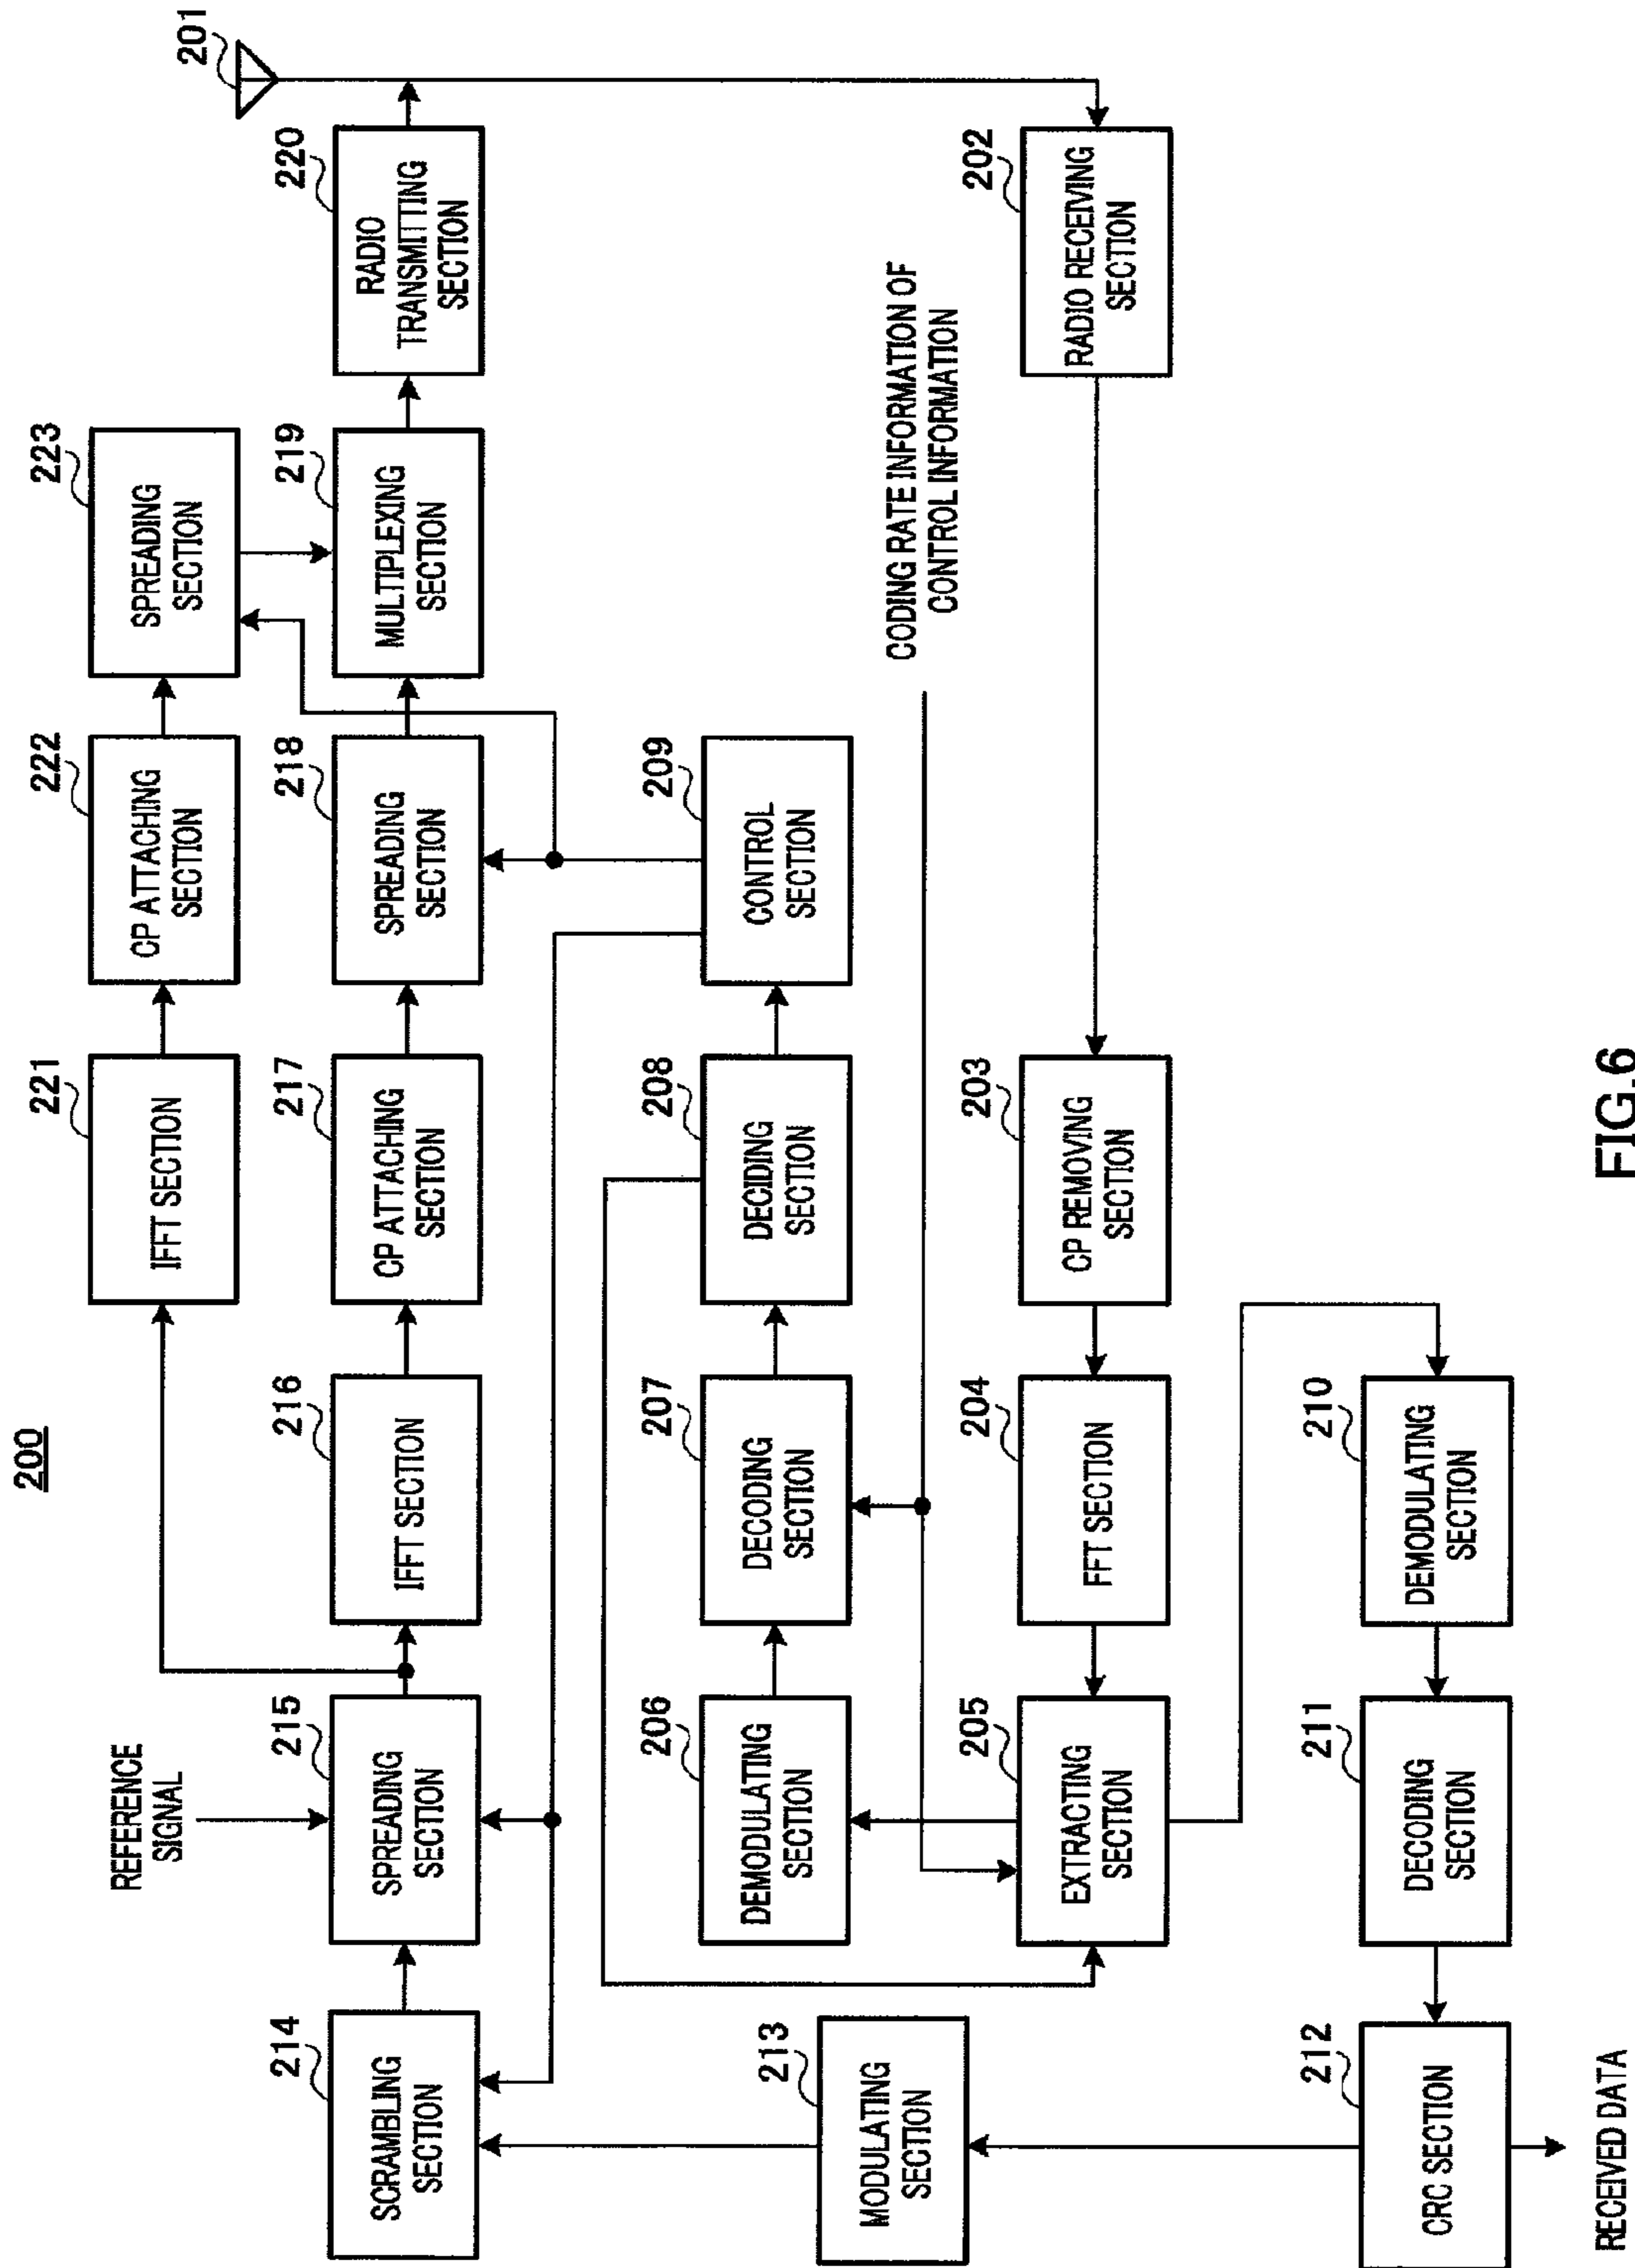 200
201
REFERENCE
SIGNAL
221
IFFT SECTION
222
CP ATTACHING
SECTION
223
SPREADING
SECTION
214
SCRAMBLING
SECTION
215
SPREADING
SECTION
216
IFFT SECTION
217
CP ATTACHING
SECTION
218
SPREADING
SECTION
219
MULTIPLEXING
SECTION
220
RADIO
TRANSMITTING
SECTION
206
DEMODULATING
SECTION
207
DECODING
SECTION
208
DECIDING
SECTION
209
CONTROL
SECTION
213
MODULATING
SECTION
CODING RATE INFORMATION OF
CONTROL INFORMATION
205
EXTRACTING
SECTION
204
FFT SECTION
203
CP REMOVING
SECTION
202
RADIO RECEIVING
SECTION
212
CRC SECTION
211
DECODING
SECTION
210
DEMODULATING
SECTION
RECEIVED DATA
FIG.6